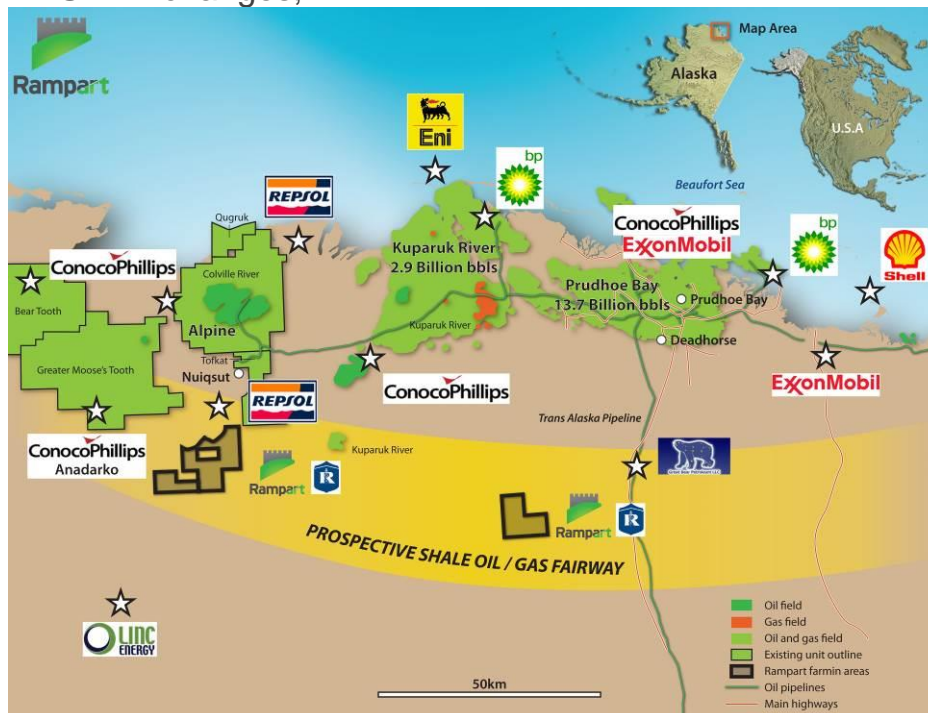 Rampart
Map Area
Alaska
U.S.A
Eni
bp
Beaufort Sea
REPSOL
Qugruk
ConocoPhillips
ExxonMobil
bp
Shell
Kuparuk River
2.9 Billion bbls
ConocoPhillips
Colville River
Prudhoe Bay
13.7 Billion bbls
Prudhoe Bay
Bear Tooth
Alpine
Kuparuk River
Deadhorse
Tofkat
Greater Moose's Tooth
Nuiqsut
ConocoPhillips
ExxonMobil
REPSOL
Trans Alaska Pipeline
ConocoPhillips
Anadarko
Kuparuk River
Rampart
R
Rampart
R
PROSPECTIVE SHALE OIL / GAS FAIRWAY
LINC
ENERGY
Oil field
Gas field
Oil and gas field
Existing unit outline
Rampart farmin areas
Oil pipelines
Main highways
50km